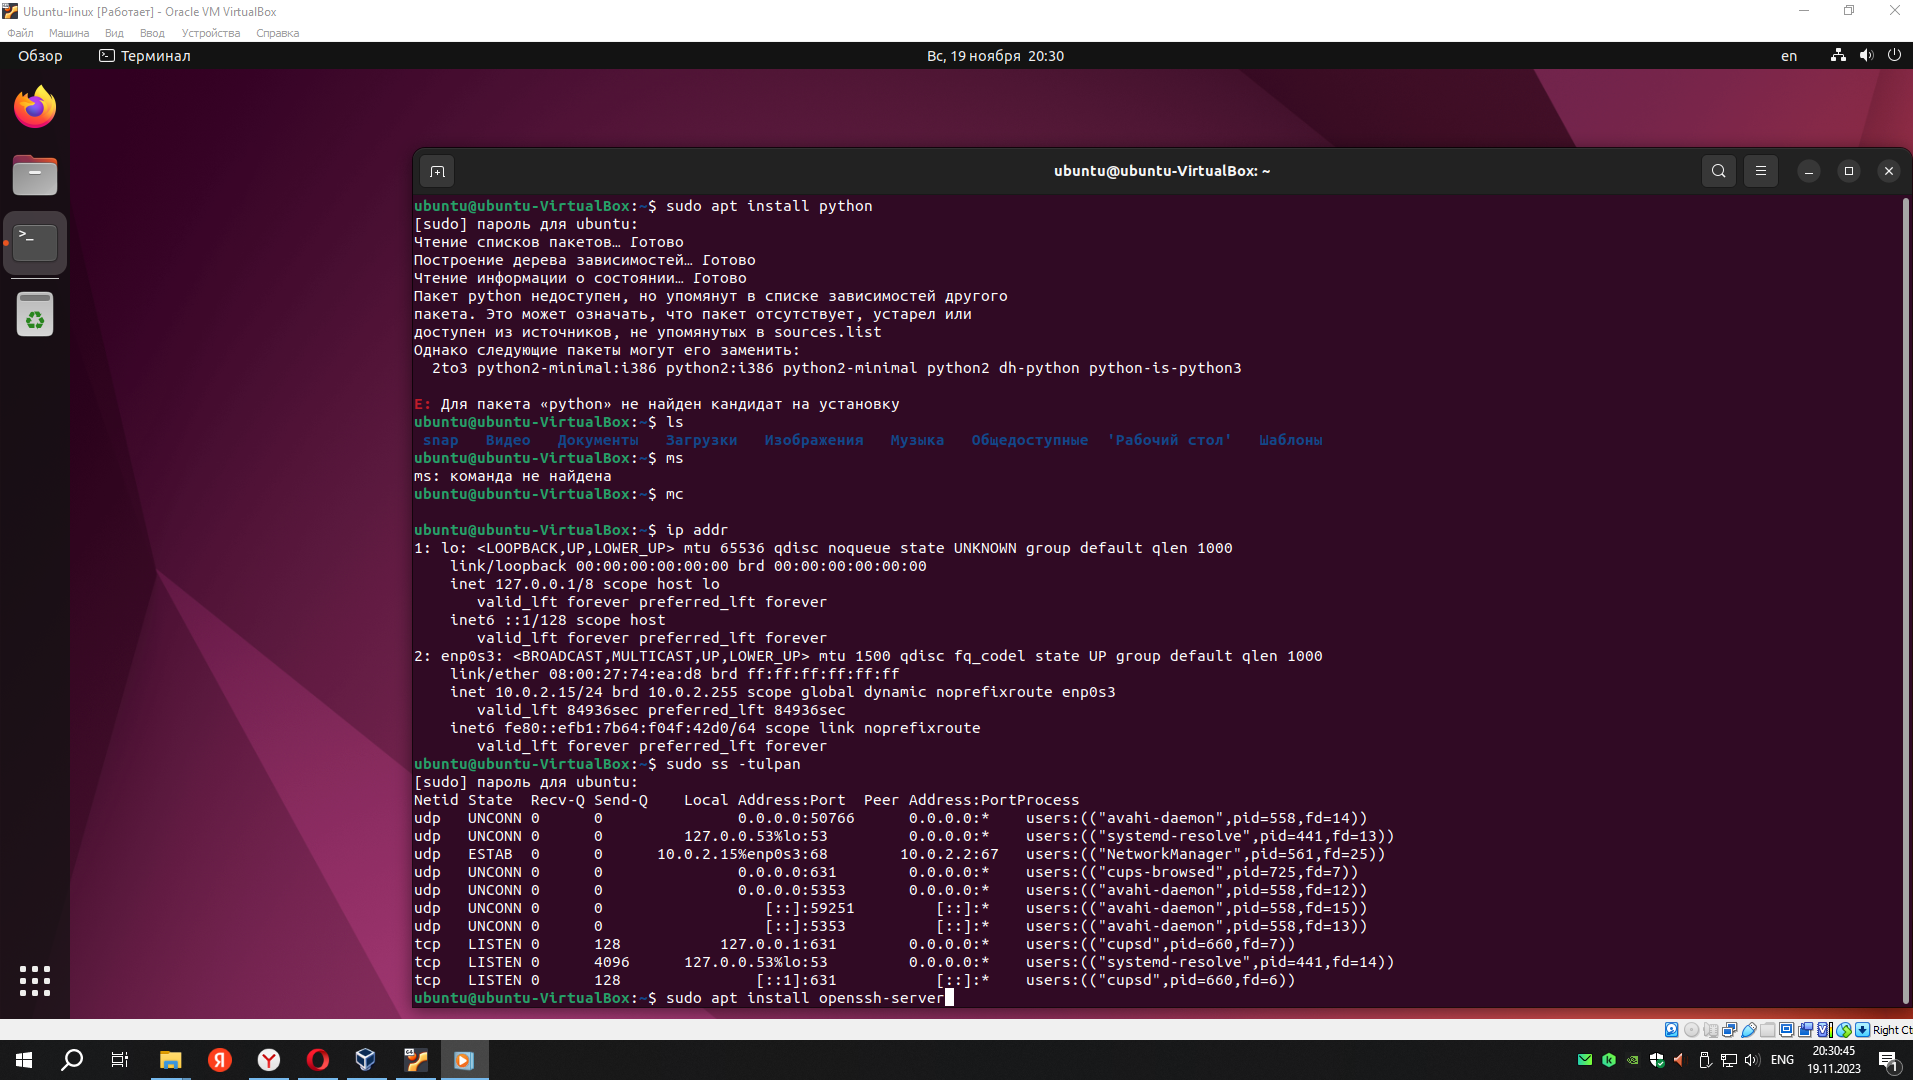 Ubuntu-linux [Работает] - Oracle VM VirtualBox
Файл Машина Вид Ввод Устройства Справка
Обзор Терминал Вс, 19 ноября 20:30 en
ubuntu@ubuntu-VirtualBox: ~
ubuntu@ubuntu-VirtualBox:~$ sudo apt install python
[sudo] пароль для ubuntu:
Чтение списков пакетов… Готово
Построение дерева зависимостей… Готово
Чтение информации о состоянии… Готово
Пакет python недоступен, но упомянут в списке зависимостей другого
пакета. Это может означать, что пакет отсутствует, устарел или
доступен из источников, не упомянутых в sources.list
Однако следующие пакеты могут его заменить:
  2to3 python2-minimal:i386 python2:i386 python2-minimal python2 dh-python python-is-python3
E: Для пакета «python» не найден кандидат на установку
ubuntu@ubuntu-VirtualBox:~$ ls
snap Видео Документы Загрузки Изображения Музыка Общедоступные 'Рабочий стол' Шаблоны
ubuntu@ubuntu-VirtualBox:~$ ms
ms: команда не найдена
ubuntu@ubuntu-VirtualBox:~$ mc
ubuntu@ubuntu-VirtualBox:~$ ip addr
1: lo: <LOOPBACK,UP,LOWER_UP> mtu 65536 qdisc noqueue state UNKNOWN group default qlen 1000
    link/loopback 00:00:00:00:00:00 brd 00:00:00:00:00:00
    inet 127.0.0.1/8 scope host lo
       valid_lft forever preferred_lft forever
    inet6 ::1/128 scope host
       valid_lft forever preferred_lft forever
2: enp0s3: <BROADCAST,MULTICAST,UP,LOWER_UP> mtu 1500 qdisc fq_codel state UP group default qlen 1000
    link/ether 08:00:27:74:ea:d8 brd ff:ff:ff:ff:ff:ff
    inet 10.0.2.15/24 brd 10.0.2.255 scope global dynamic noprefixroute enp0s3
       valid_lft 84936sec preferred_lft 84936sec
    inet6 fe80::efb1:7b64:f04f:42d0/64 scope link noprefixroute
       valid_lft forever preferred_lft forever
ubuntu@ubuntu-VirtualBox:~$ sudo ss -tulpan
[sudo] пароль для ubuntu:
Netid State  Recv-Q Send-Q    Local Address:Port  Peer Address:PortProcess
udp   UNCONN 0      0               0.0.0.0:50766      0.0.0.0:*    users:(("avahi-daemon",pid=558,fd=14))
udp   UNCONN 0      0         127.0.0.53%lo:53         0.0.0.0:*    users:(("systemd-resolve",pid=441,fd=13))
udp   ESTAB  0      0      10.0.2.15%enp0s3:68        10.0.2.2:67   users:(("NetworkManager",pid=561,fd=25))
udp   UNCONN 0      0               0.0.0.0:631        0.0.0.0:*    users:(("cups-browsed",pid=725,fd=7))
udp   UNCONN 0      0               0.0.0.0:5353       0.0.0.0:*    users:(("avahi-daemon",pid=558,fd=12))
udp   UNCONN 0      0                  [::]:59251         [::]:*    users:(("avahi-daemon",pid=558,fd=15))
udp   UNCONN 0      0                  [::]:5353          [::]:*    users:(("avahi-daemon",pid=558,fd=13))
tcp   LISTEN 0      128           127.0.0.1:631        0.0.0.0:*    users:(("cupsd",pid=660,fd=7))
tcp   LISTEN 0      4096      127.0.0.53%lo:53         0.0.0.0:*    users:(("systemd-resolve",pid=441,fd=14))
tcp   LISTEN 0      128               [::1]:631           [::]:*    users:(("cupsd",pid=660,fd=6))
ubuntu@ubuntu-VirtualBox:~$ sudo apt install openssh-server
Right Ct
ENG
20:30:45
19.11.2023
1